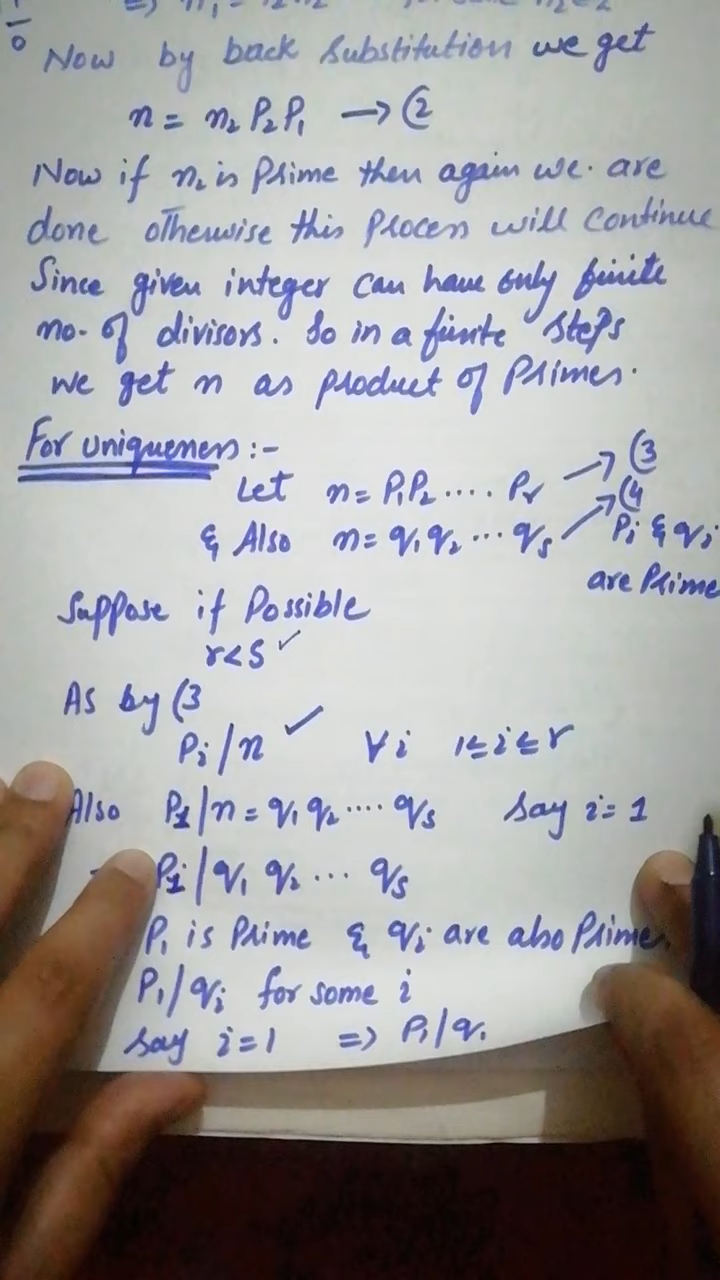 Now by back Substitution we get
n = n₂ P₂ P₁ → (2
Now if n₂ is Prime then again we are
done otherwise this Process will Continue
Since given integer Can have only finite
no. of divisors. So in a finite steps
we get n as product of Primes.
For uniqueness :-
Let n = P₁P₂ .... Pᵣ → (3
& Also n = q₁ q₂ ... qₛ → (4
Pᵢ & qᵢ
are Prime
Suppose if Possible
r<S ✓
As by (3
Pᵢ/n ✓ ∀ i 1≤i≤r
Also P₁/n = q₁ q₂ .... qₛ Say i=1
P₁/q₁ q₂ ... qₛ
P₁ is Prime & qᵢ are also Prime.
P₁/qᵢ for some i
Say i=1 => P₁/q₁